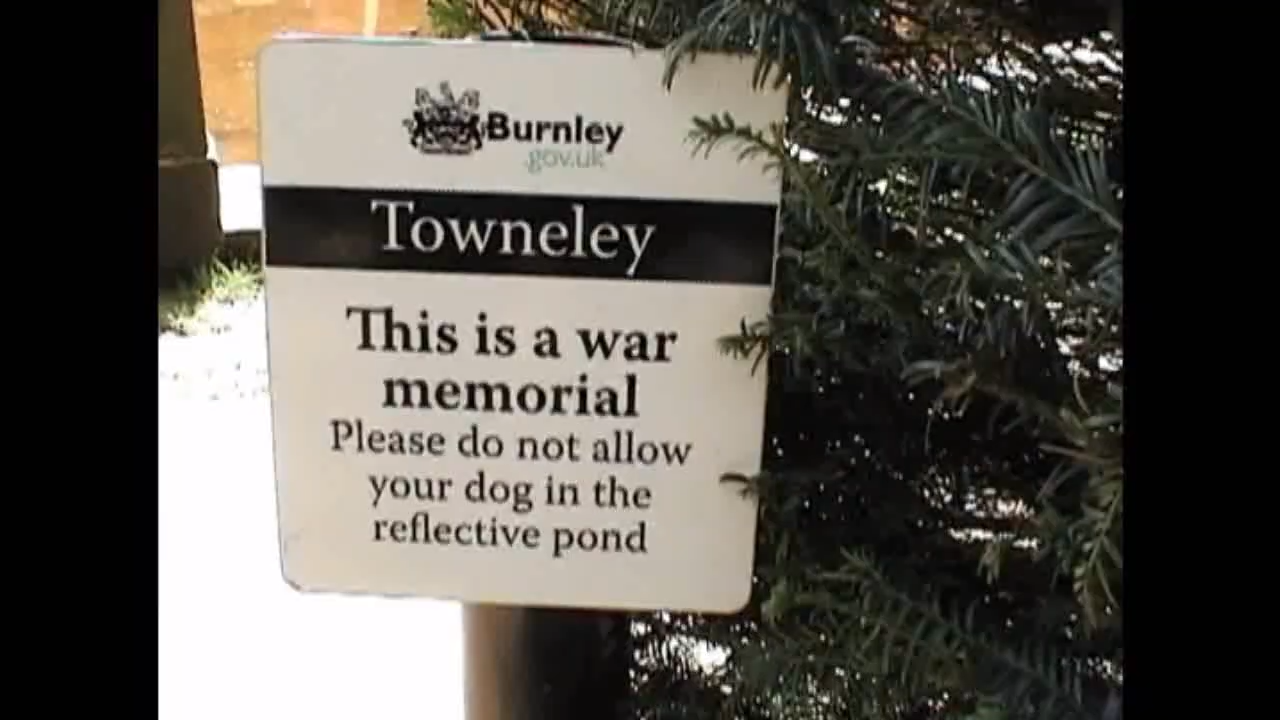 Burnley
.gov.uk
Towneley
This is a war
memorial
Please do not allow
your dog in the
reflective pond